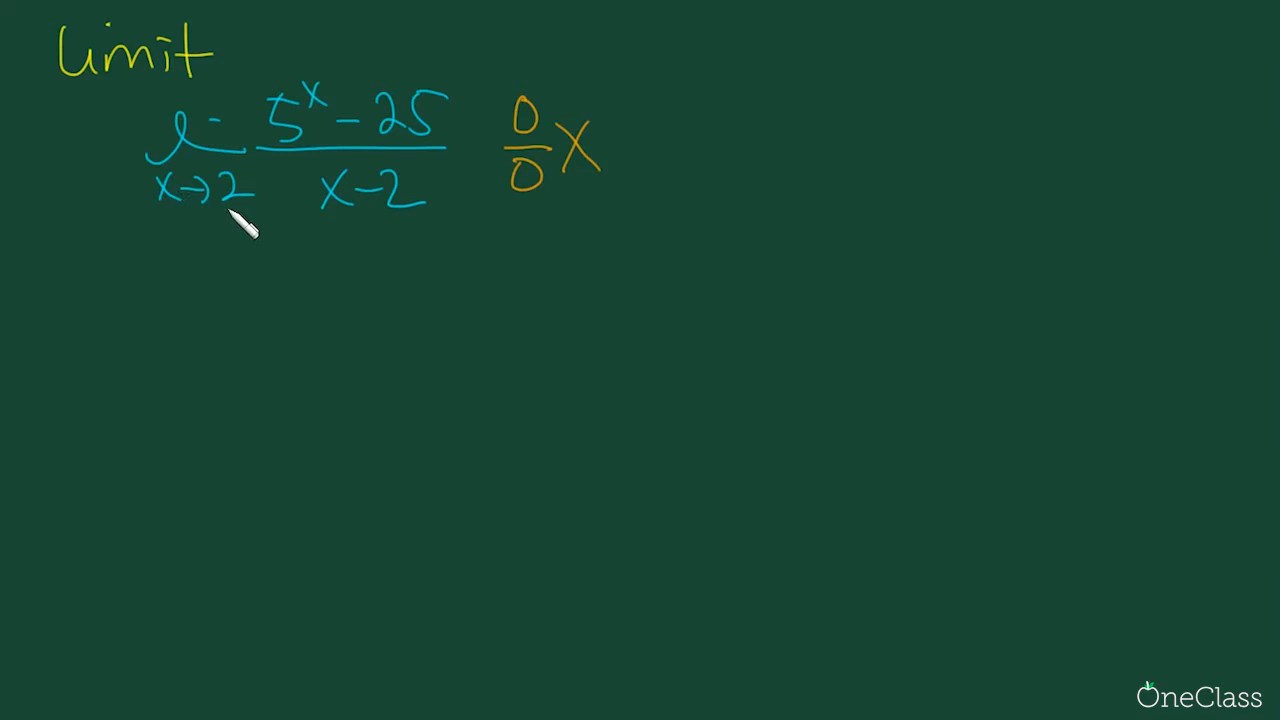 Limit
lim x→2 (5^x − 25)/(x − 2) 0/0 X
OneClass